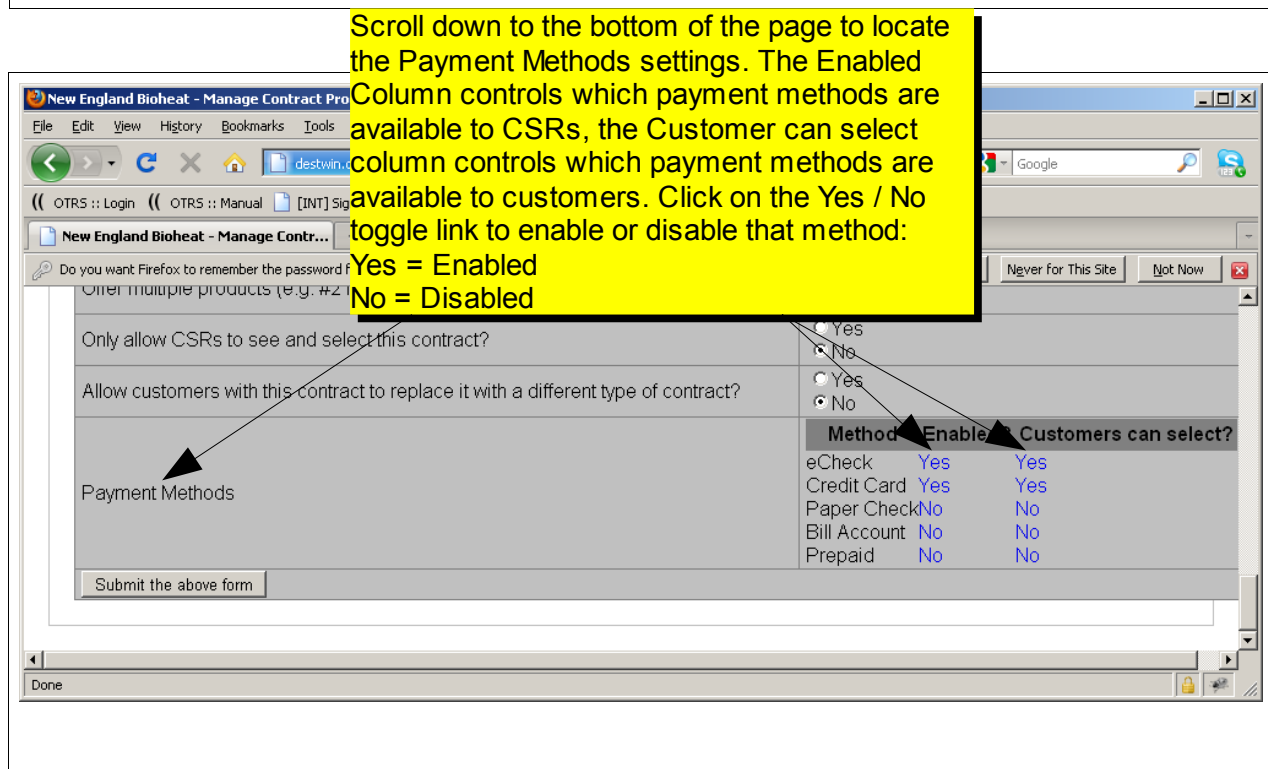 Scroll down to the bottom of the page to locate
the Payment Methods settings. The Enabled
Column controls which payment methods are
available to CSRs, the Customer can select
column controls which payment methods are
available to customers. Click on the Yes / No
toggle link to enable or disable that method:
Yes = Enabled
No = Disabled
New England Bioheat - Manage Contract Pro
File Edit View History Bookmarks Tools
destwin.
Google
OTRS :: Login OTRS :: Manual [INT] Sig
New England Bioheat - Manage Contr...
Do you want Firefox to remember the password f
Never for This Site Not Now
Offer multiple products (e.g. #2
Only allow CSRs to see and select this contract?
Yes
No
Allow customers with this contract to replace it with a different type of contract?
Yes
No
Payment Methods
Method Enable ? Customers can select?
eCheck Yes Yes
Credit Card Yes Yes
Paper Check No No
Bill Account No No
Prepaid No No
Submit the above form
Done